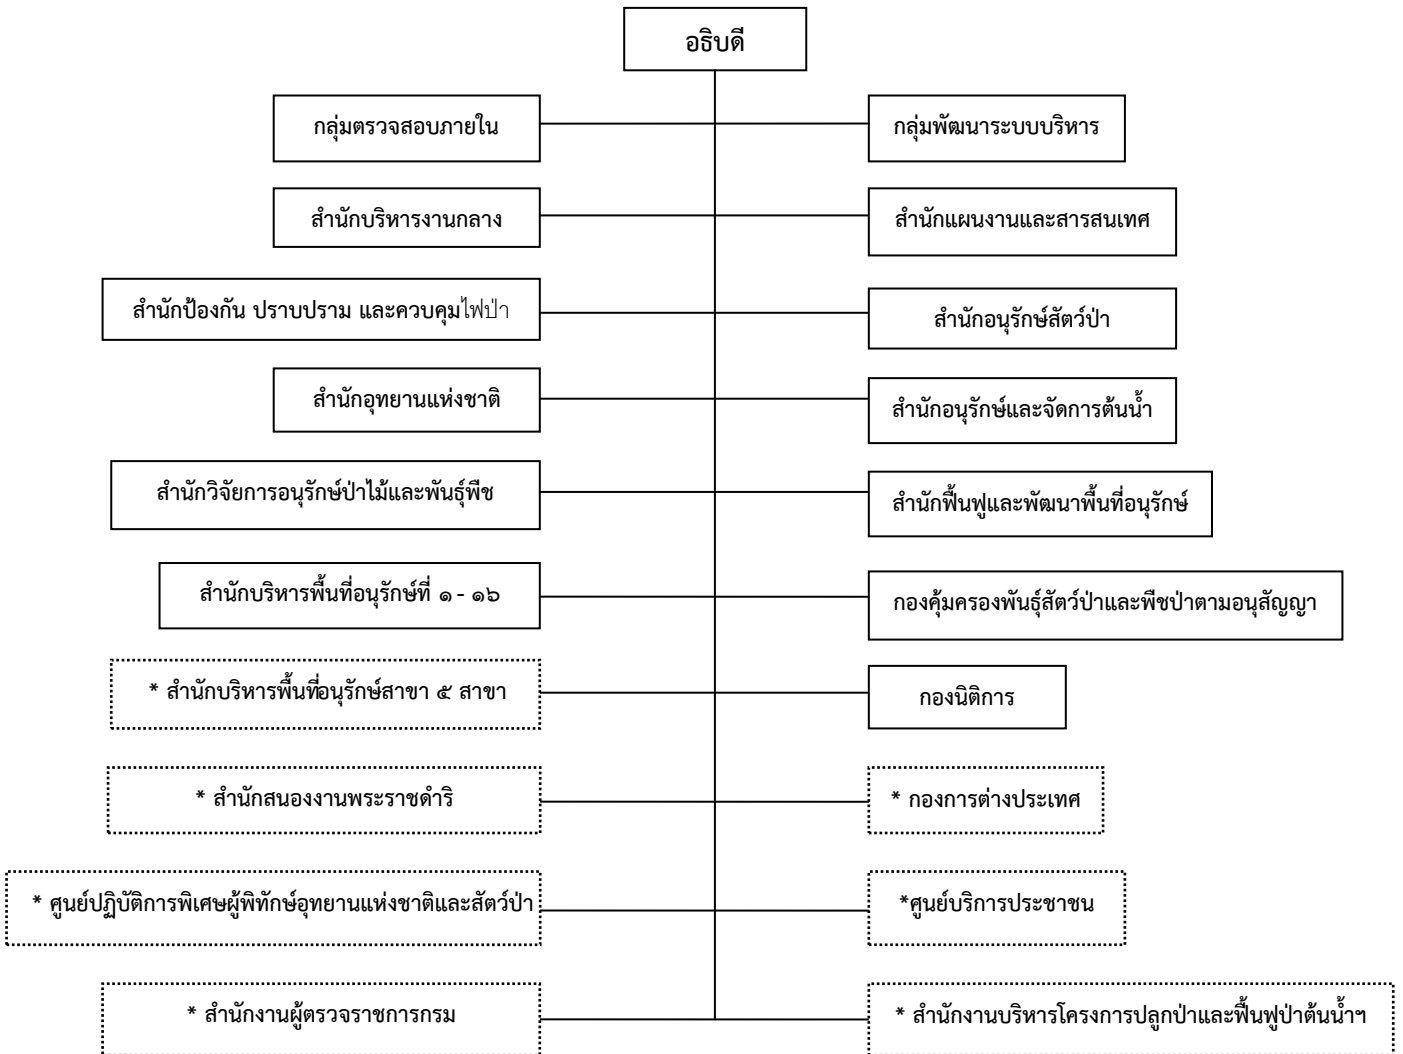 อธิบดี
กลุ่มตรวจสอบภายใน
กลุ่มพัฒนาระบบบริหาร
สำนักบริหารงานกลาง
สำนักแผนงานและสารสนเทศ
สำนักป้องกัน ปราบปราม และควบคุมไฟป่า
สำนักอนุรักษ์สัตว์ป่า
สำนักอุทยานแห่งชาติ
สำนักอนุรักษ์และจัดการต้นน้ำ
สำนักวิจัยการอนุรักษ์ป่าไม้และพันธุ์พืช
สำนักฟื้นฟูและพัฒนาพื้นที่อนุรักษ์
สำนักบริหารพื้นที่อนุรักษ์ที่ ๑ - ๑๖
กองคุ้มครองพันธุ์สัตว์ป่าและพืชป่าตามอนุสัญญา
* สำนักบริหารพื้นที่อนุรักษ์สาขา ๕ สาขา
กองนิติการ
* สำนักสนองงานพระราชดำริ
* กองการต่างประเทศ
* ศูนย์ปฏิบัติการพิเศษผู้พิทักษ์อุทยานแห่งชาติและสัตว์ป่า
*ศูนย์บริการประชาชน
* สำนักงานผู้ตรวจราชการกรม
* สำนักงานบริหารโครงการปลูกป่าและฟื้นฟูป่าต้นน้ำฯ